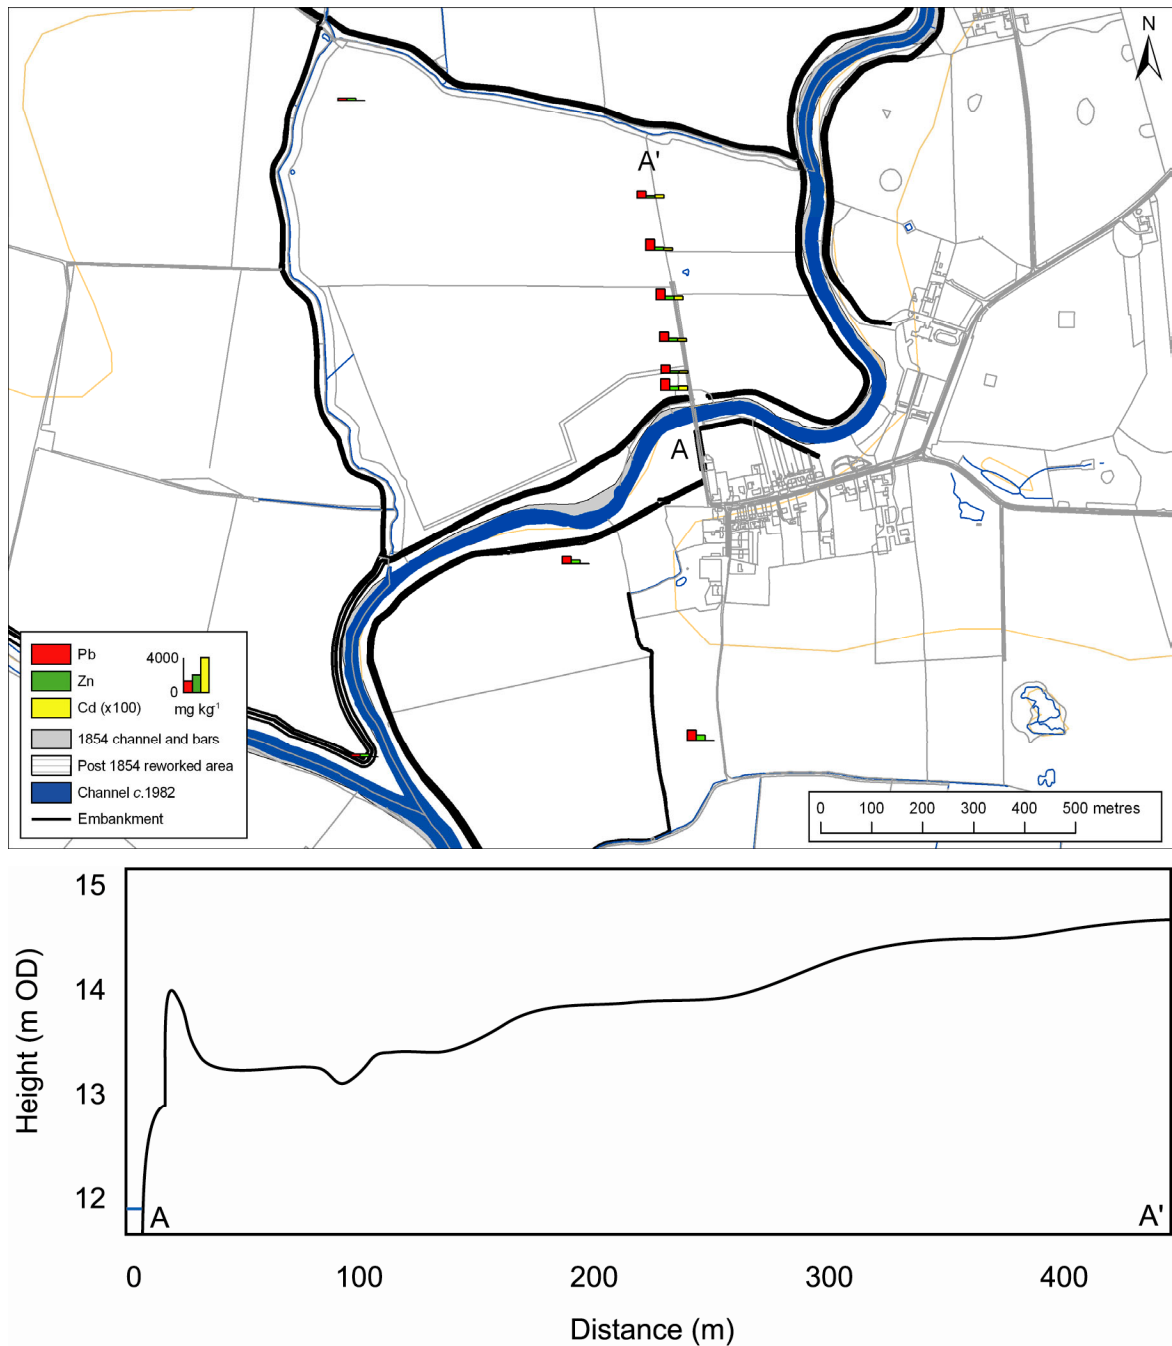 N
A'
A
Pb
Zn
Cd (x100)
4000
0
mg kg-1
1854 channel and bars
Post 1854 reworked area
Channel c.1982
Embankment
0 100 200 300 400 500 metres
15
14
13
12
Height (m OD)
A
A'
0 100 200 300 400
Distance (m)